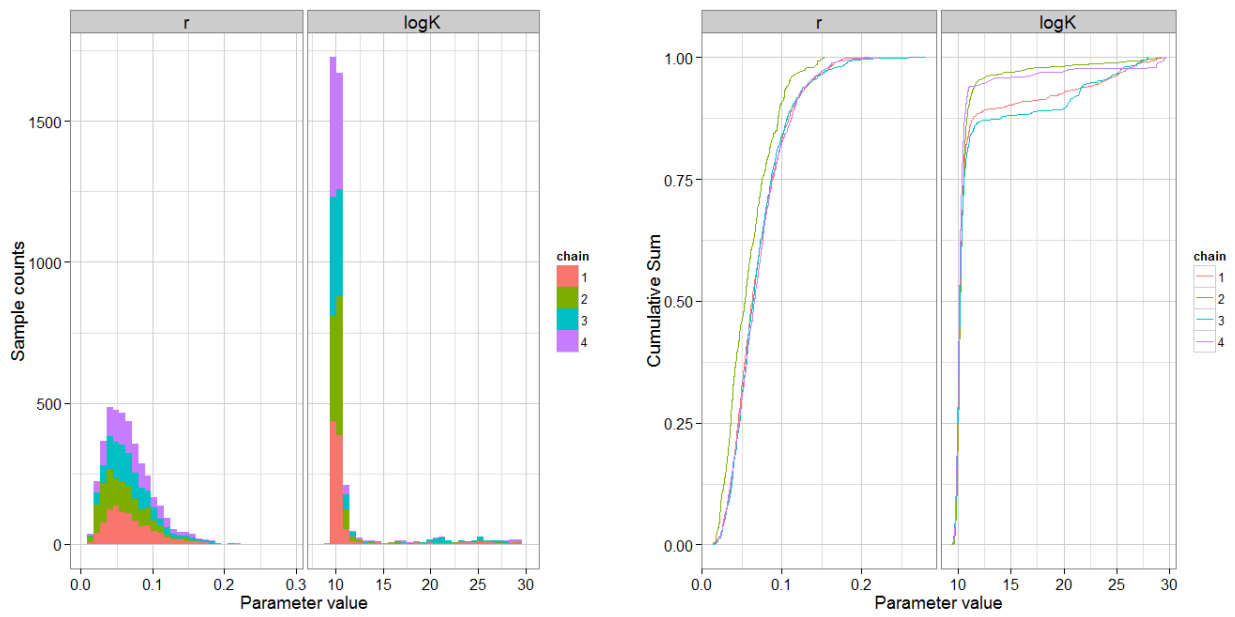 r logK
1500
1000
500
0
Sample counts
0.0 0.1 0.2 0.3 10 15 20 25 30
Parameter value
chain
1
2
3
4
r logK
1.00
0.75
0.50
0.25
0.00
Cumulative Sum
0.0 0.1 0.2 10 15 20 25 30
Parameter value
chain
1
2
3
4